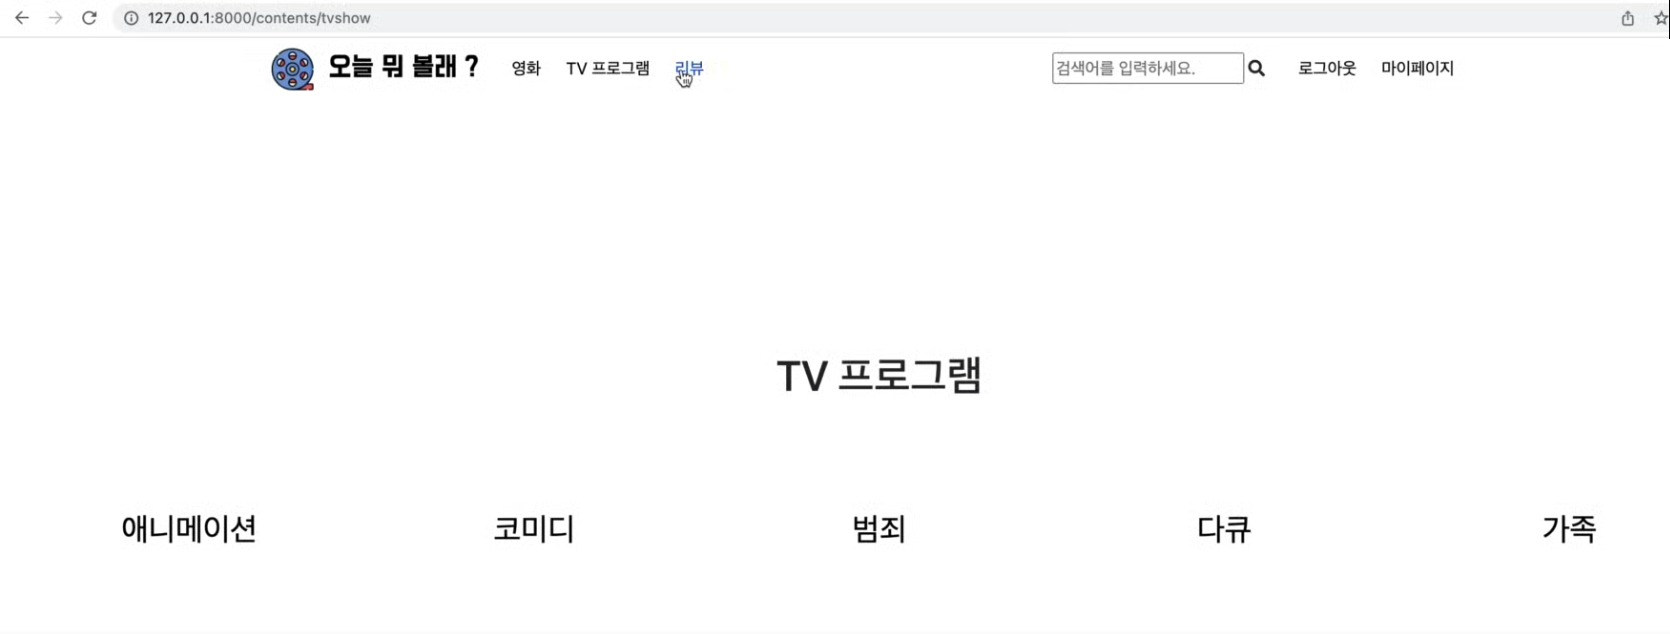 127.0.0.1:8000/contents/tvshow
오늘 뭐 볼래 ? 영화 TV 프로그램 리뷰 검색어를 입력하세요. 로그아웃 마이페이지
TV 프로그램
애니메이션 코미디 범죄 다큐 가족